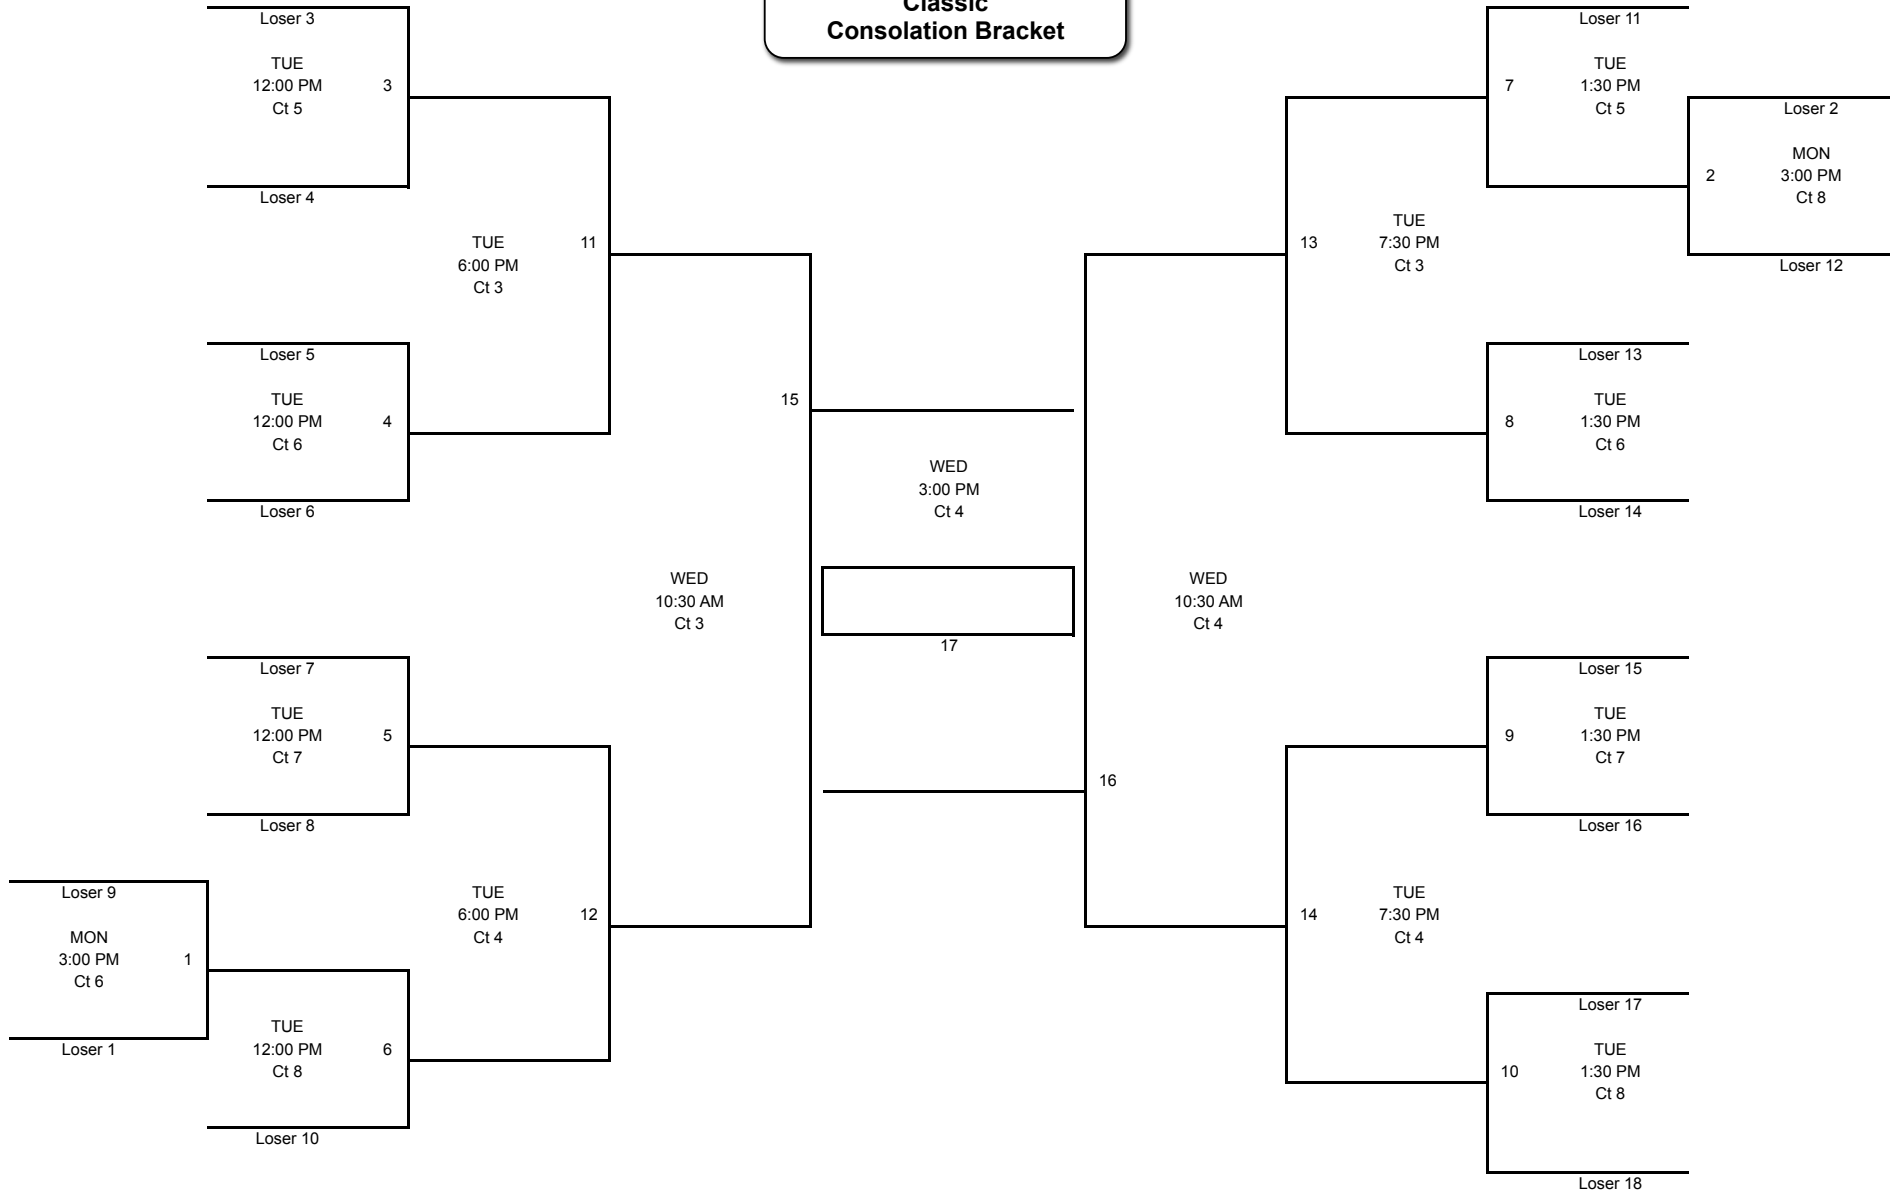 Classic
Consolation Bracket
Loser 3
TUE
12:00 PM
Ct 5
3
Loser 4
TUE
6:00 PM
Ct 3
11
Loser 5
TUE
12:00 PM
Ct 6
4
Loser 6
15
WED
10:30 AM
Ct 3
Loser 7
TUE
12:00 PM
Ct 7
5
Loser 8
TUE
6:00 PM
Ct 4
12
Loser 9
MON
3:00 PM
Ct 6
1
Loser 1
TUE
12:00 PM
Ct 8
6
Loser 10
WED
3:00 PM
Ct 4
17
Loser 11
TUE
1:30 PM
Ct 5
7
Loser 2
MON
3:00 PM
Ct 8
2
Loser 12
13
TUE
7:30 PM
Ct 3
Loser 13
TUE
1:30 PM
Ct 6
8
Loser 14
WED
10:30 AM
Ct 4
16
Loser 15
TUE
1:30 PM
Ct 7
9
Loser 16
14
TUE
7:30 PM
Ct 4
Loser 17
TUE
1:30 PM
Ct 8
10
Loser 18